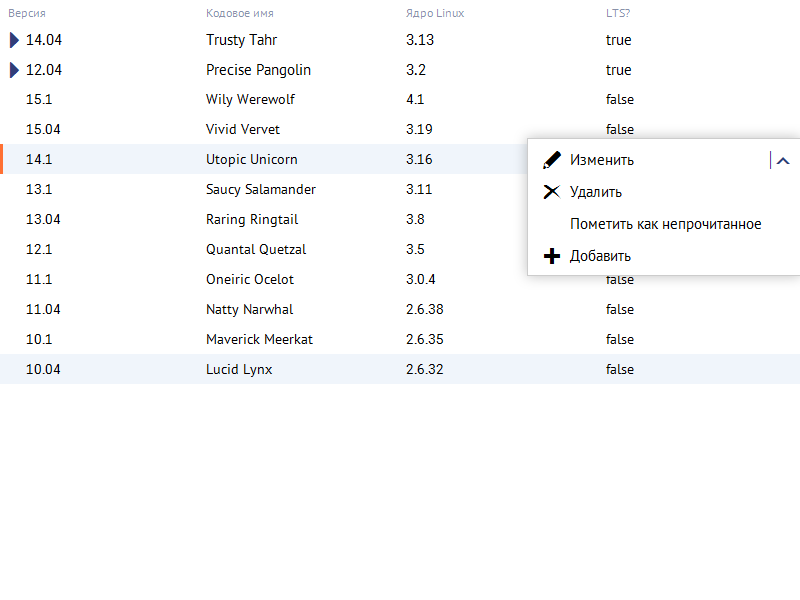 Версия Кодовое имя Ядро Linux LTS?
14.04 Trusty Tahr 3.13 true
12.04 Precise Pangolin 3.2 true
15.1 Wily Werewolf 4.1 false
15.04 Vivid Vervet 3.19 false
14.1 Utopic Unicorn 3.16
Изменить
13.1 Saucy Salamander 3.11
Удалить
13.04 Raring Ringtail 3.8
Пометить как непрочитанное
12.1 Quantal Quetzal 3.5
Добавить
11.1 Oneiric Ocelot 3.0.4 false
11.04 Natty Narwhal 2.6.38 false
10.1 Maverick Meerkat 2.6.35 false
10.04 Lucid Lynx 2.6.32 false